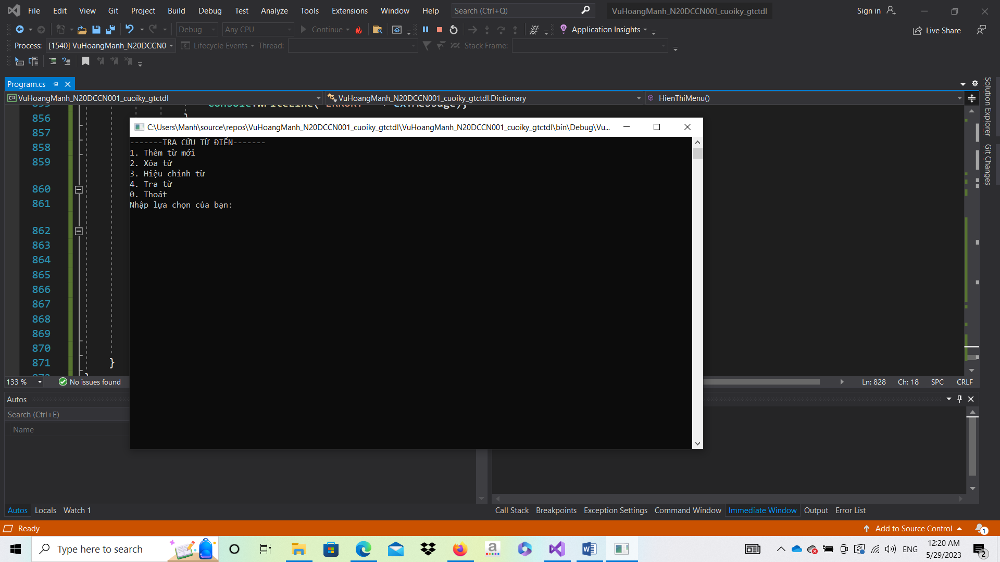 File Edit View Git Project Build Debug Test Analyze Tools Extensions Window Help Search (Ctrl+Q) VuHoangManh_N20DCCN001_cuoiky_gtctdl Sign in
Debug Any CPU Continue Application Insights Live Share
Process: [1540] VuHoangManh_N20DCCN0 Lifecycle Events Thread: Stack Frame:
Program.cs
C# VuHoangManh_N20DCCN001_cuoiky_gtctdl VuHoangManh_N20DCCN001_cuoiky_gtctdl.Dictionary HienThiMenu()
Solution Explorer
Git Changes
856
857
858
859
860
861
862
863
864
865
866
867
868
869
870
871 }
C:\Users\Manh\source\repos\VuHoangManh_N20DCCN001_cuoiky_gtctdl\VuHoangManh_N20DCCN001_cuoiky_gtctdl\bin\Debug\Vu...
-------TRA CỨU TỪ ĐIỂN-------
1. Thêm từ mới
2. Xóa từ
3. Hiệu chỉnh từ
4. Tra từ
0. Thoát
Nhập lựa chọn của bạn:
133 % No issues found Ln: 828 Ch: 18 SPC CRLF
Autos
Search (Ctrl+E)
Name
Autos Locals Watch 1 Call Stack Breakpoints Exception Settings Command Window Immediate Window Output Error List
Ready Add to Source Control 1
Type here to search ENG 12:20 AM
5/29/2023 2